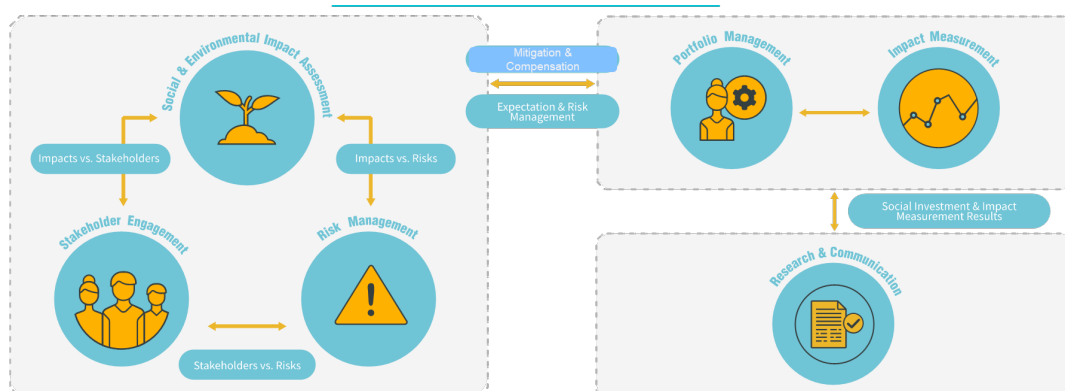 Social & Environmental Impact Assessment
Impacts vs. Stakeholders
Impacts vs. Risks
Stakeholder Engagement
Risk Management
Stakeholders vs. Risks
Mitigation &
Compensation
Expectation & Risk
Management
Portfolio Management
Impact Measurement
Social Investment & Impact
Measurement Results
Research & Communication